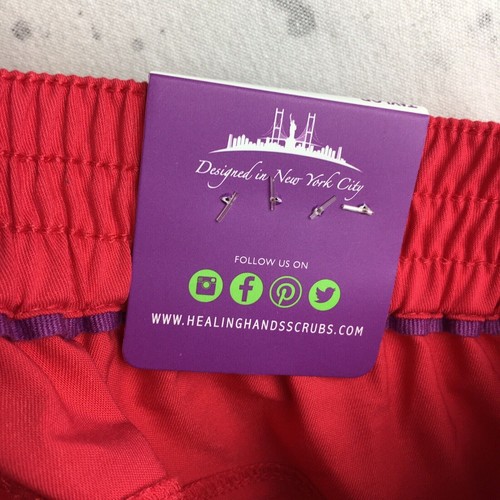 Designed in New York City
FOLLOW US ON
WWW.HEALINGHANDSSCRUBS.COM